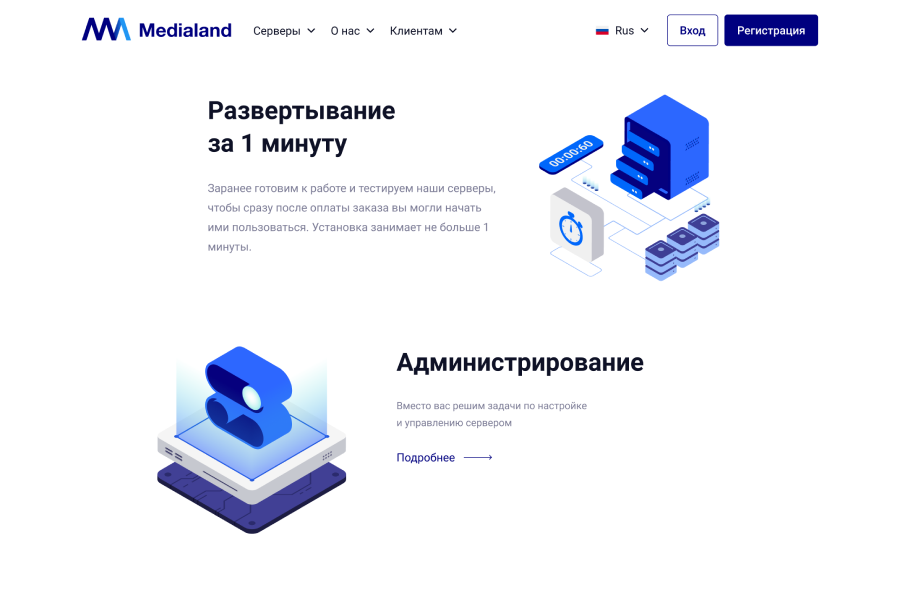 Medialand
Серверы
О нас
Клиентам
Rus
Вход
Регистрация
Развертывание
за 1 минуту
Заранее готовим к работе и тестируем наши серверы,
чтобы сразу после оплаты заказа вы могли начать
ими пользоваться. Установка занимает не больше 1
минуты.
00:00:60
Администрирование
Вместо вас решим задачи по настройке
и управлению сервером
Подробнее